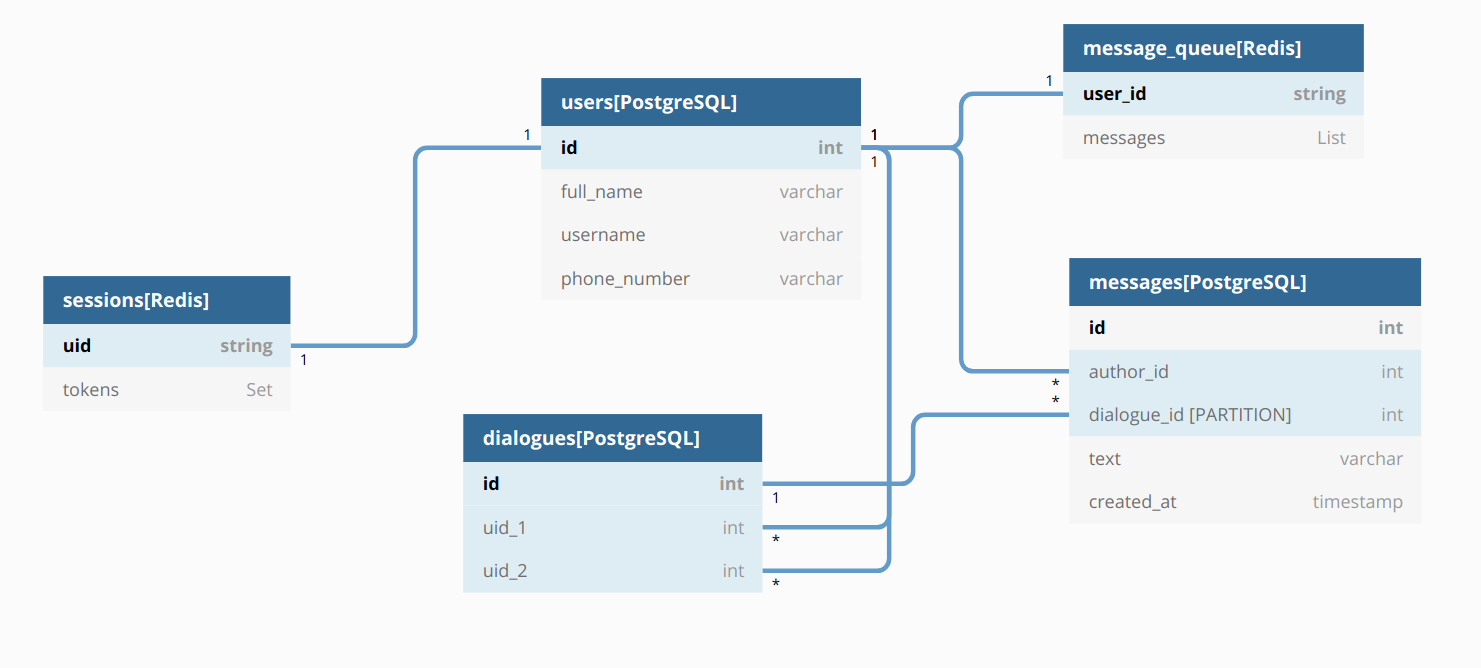 message_queue[Redis]
1
user_id string
messages List
users[PostgreSQL]
1
id int
1
1
full_name varchar
username varchar
phone_number varchar
sessions[Redis]
uid string
1
tokens Set
messages[PostgreSQL]
id int
author_id int
*
*
dialogue_id [PARTITION] int
text varchar
created_at timestamp
dialogues[PostgreSQL]
id int
1
uid_1 int
*
uid_2 int
*